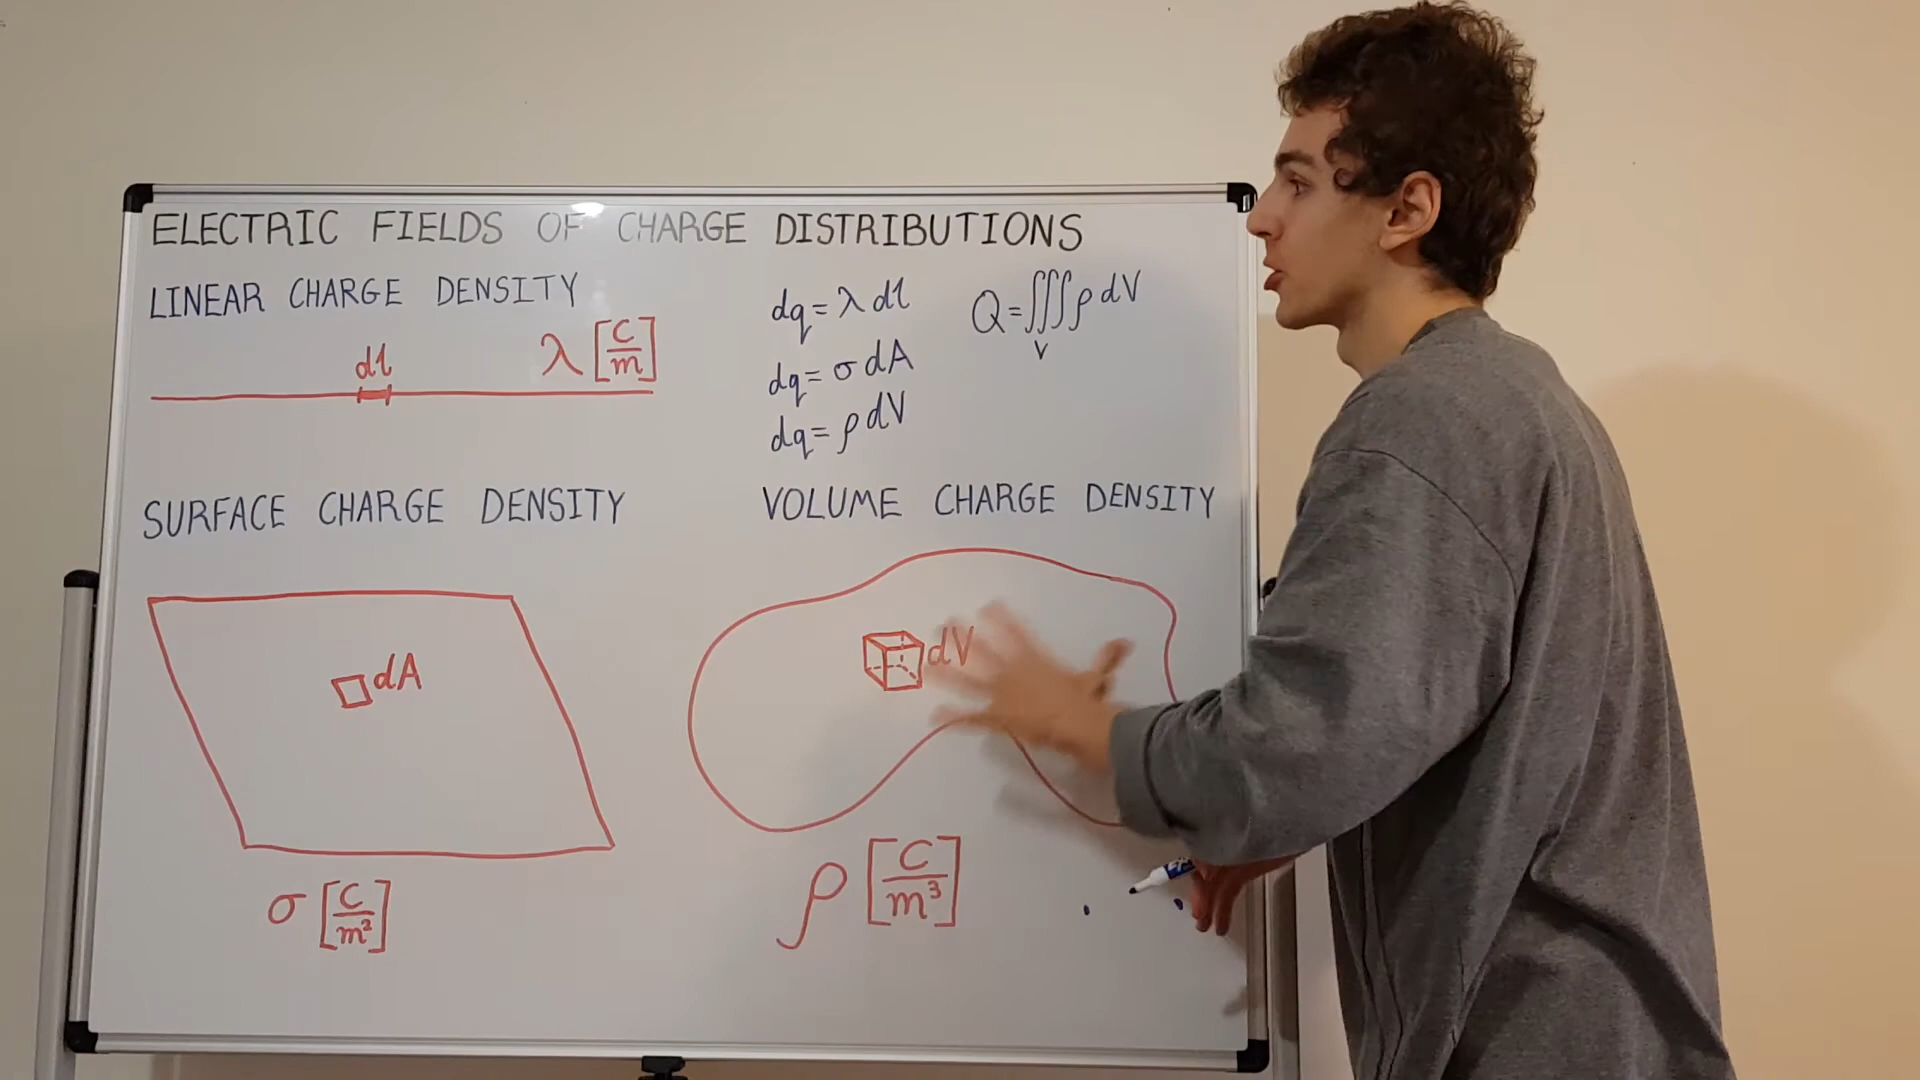 ELECTRIC FIELDS OF CHARGE DISTRIBUTIONS
LINEAR CHARGE DENSITY
dl
λ [C/m]
dq = λ dl
dq = σ dA
dq = ρ dV
Q = ∭ρ dV
V
SURFACE CHARGE DENSITY
dA
σ [C/m²]
VOLUME CHARGE DENSITY
dV
ρ [C/m³]